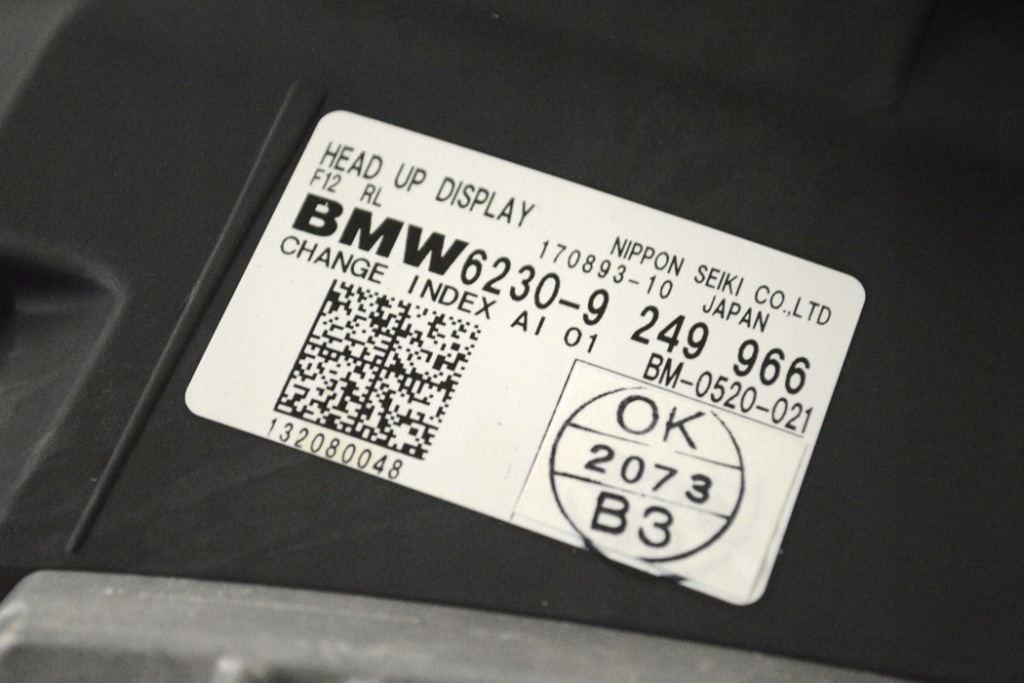 HEAD UP DISPLAY
F12 RL
170893-10
NIPPON SEIKI CO.,LTD
JAPAN
BMW 6230-9 249 966
CHANGE INDEX AI 01
BM-0520-021
132080048
OK
2073
B3